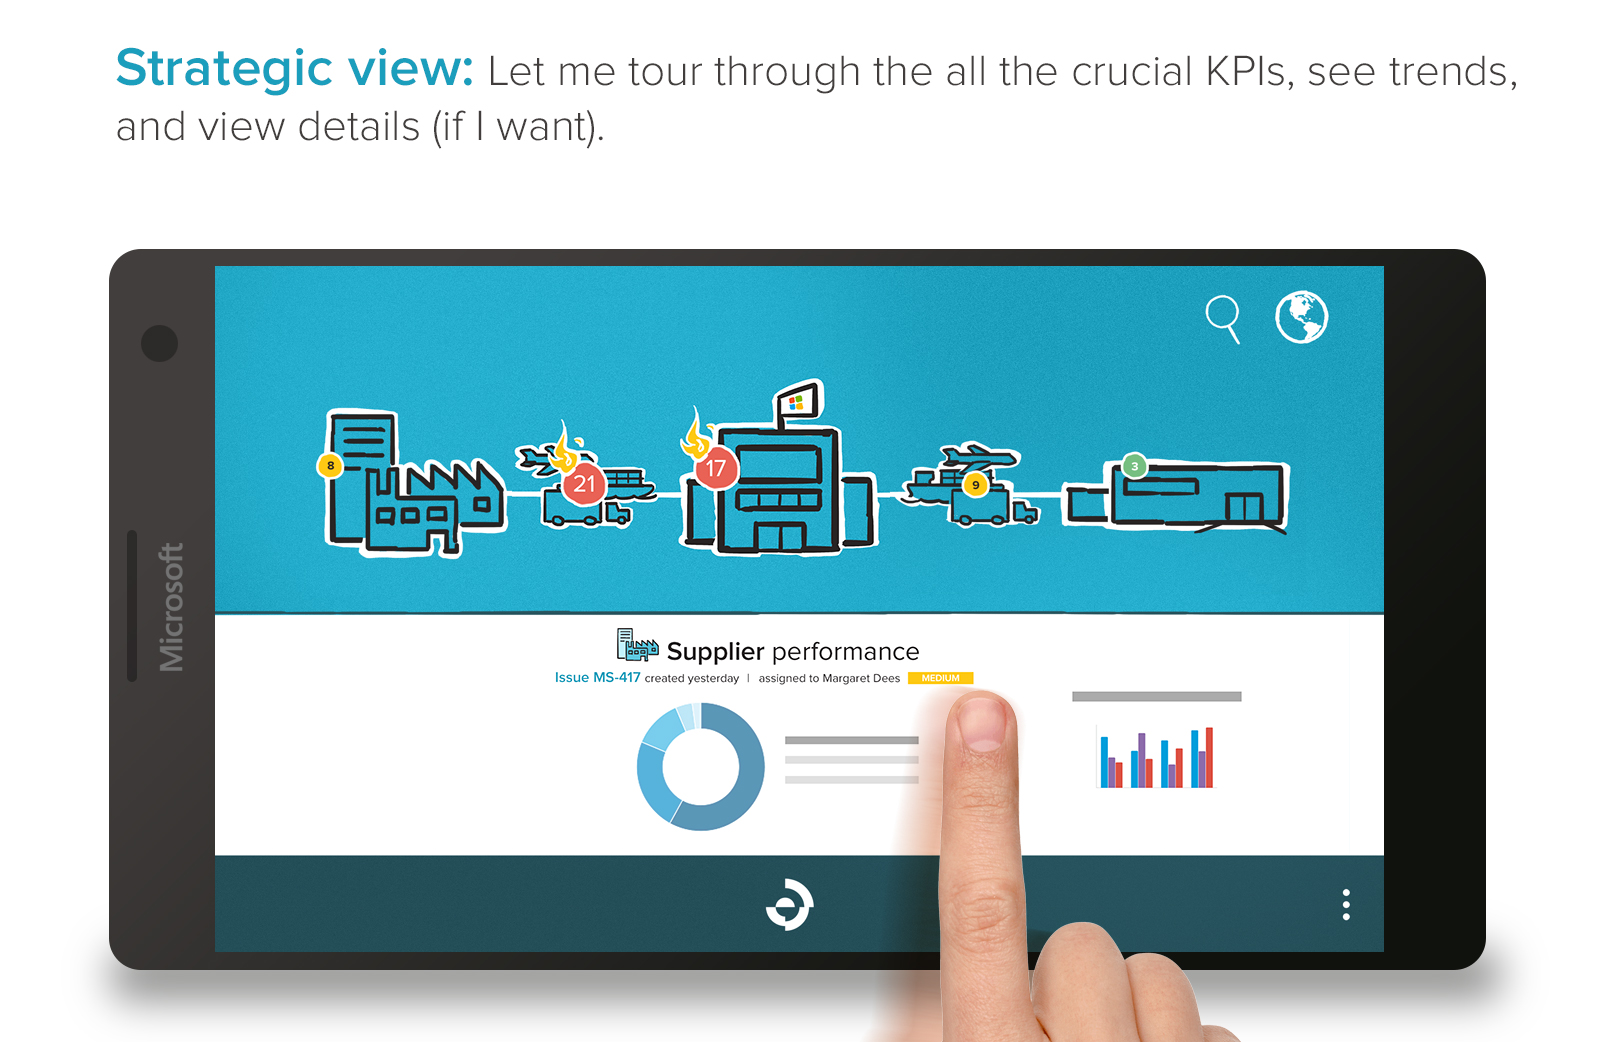 Strategic view: Let me tour through the all the crucial KPIs, see trends,
and view details (if I want).
Microsoft
8
21
17
9
3
Supplier performance
Issue MS-417 created yesterday | assigned to Margaret Dees MEDIUM